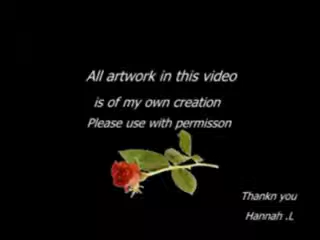 All artwork in this video
is of my own creation
Please use with permisson
Thankn you
Hannah .L